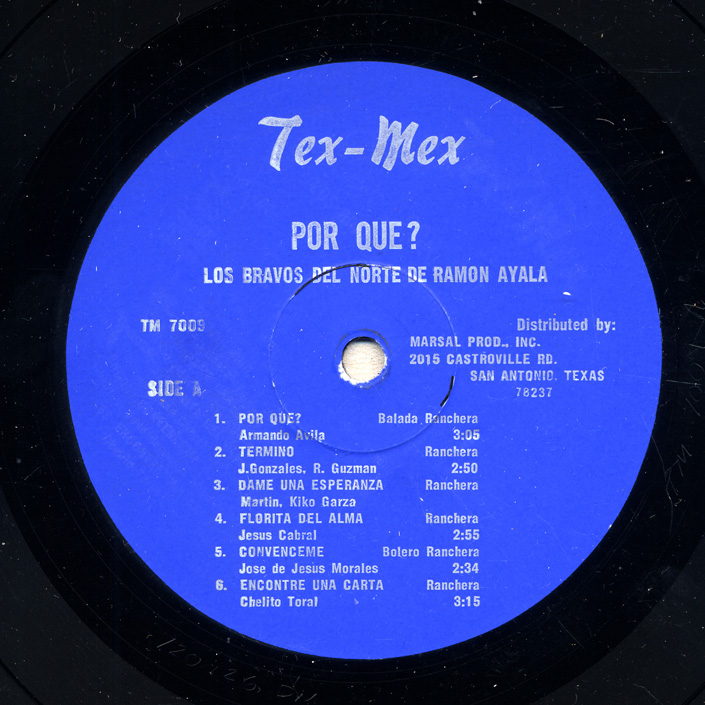 Tex-Mex
POR QUE?
LOS BRAVOS DEL NORTE DE RAMON AYALA
TM 7009
Distributed by:
MARSAL PROD., INC.
2015 CASTROVILLE RD.
SAN ANTONIO. TEXAS
78237
SIDE A
1. POR QUE? Balada Ranchera
Armando Avila 3:05
2. TERMINO Ranchera
J.Gonzales, R. Guzman 2:50
3. DAME UNA ESPERANZA Ranchera
Martin, Kiko Garza
4. FLORITA DEL ALMA Ranchera
Jesus Cabral 2:55
5. CONVENCEME Bolero Ranchera
Jose de Jesus Morales 2:34
6. ENCONTRE UNA CARTA Ranchera
Chelito Toral 3:15